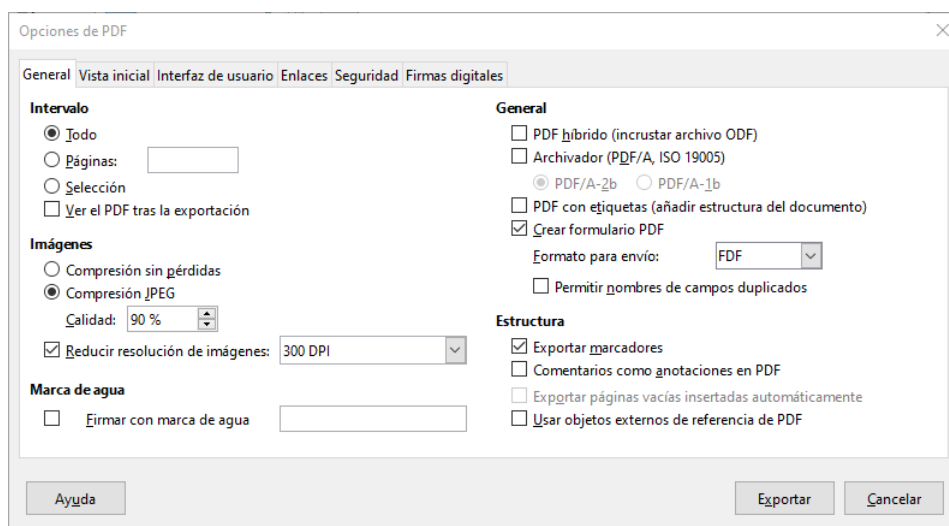 Opciones de PDF
General Vista inicial Interfaz de usuario Enlaces Seguridad Firmas digitales
Intervalo
Todo
Páginas:
Selección
Ver el PDF tras la exportación
Imágenes
Compresión sin pérdidas
Compresión JPEG
Calidad: 90 %
Reducir resolución de imágenes: 300 DPI
Marca de agua
Firmar con marca de agua
General
PDF híbrido (incrustar archivo ODF)
Archivador (PDF/A, ISO 19005)
PDF/A-2b PDF/A-1b
PDF con etiquetas (añadir estructura del documento)
Crear formulario PDF
Formato para envío: FDF
Permitir nombres de campos duplicados
Estructura
Exportar marcadores
Comentarios como anotaciones en PDF
Exportar páginas vacías insertadas automáticamente
Usar objetos externos de referencia de PDF
Ayuda Exportar Cancelar